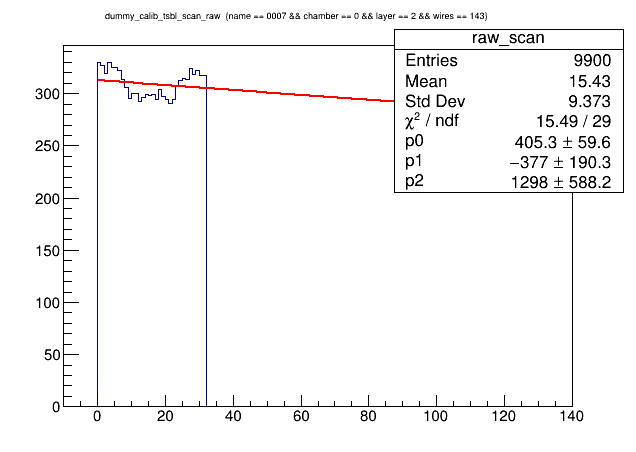 dummy_calib_tsbl_scan_raw (name == 0007 && chamber == 0 && layer == 2 && wires == 143)
raw_scan
Entries 9900
Mean 15.43
Std Dev 9.373
χ² / ndf 15.49 / 29
p0 405.3 ± 59.6
p1 −377 ± 190.3
p2 1298 ± 588.2
300
250
200
150
100
50
0
0 20 40 60 80 100 120 140